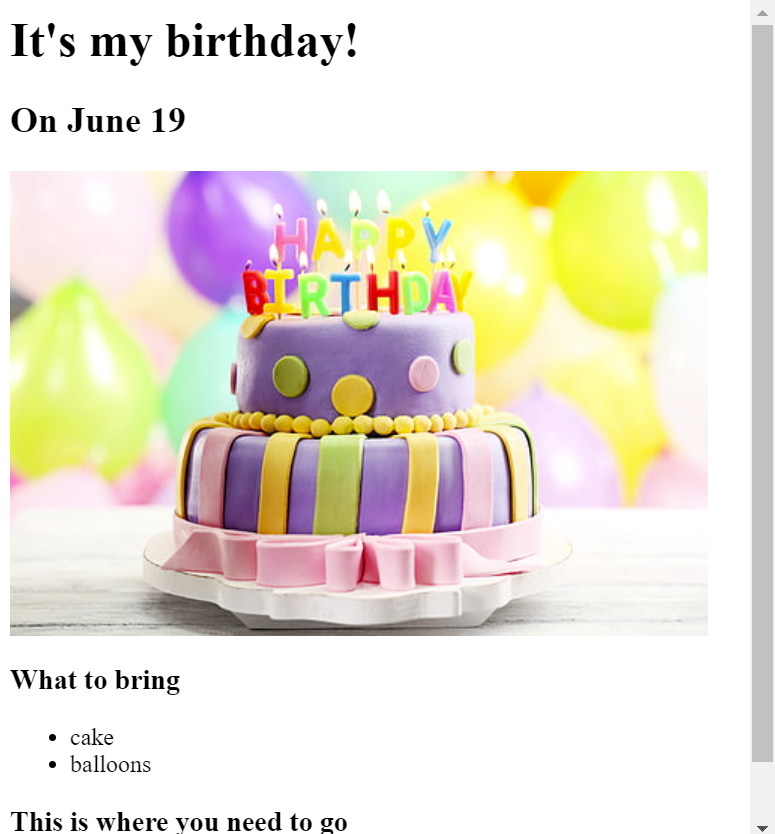 It's my birthday!
On June 19
HAPPY
BIRTHDAY
What to bring
cake
balloons
This is where you need to go